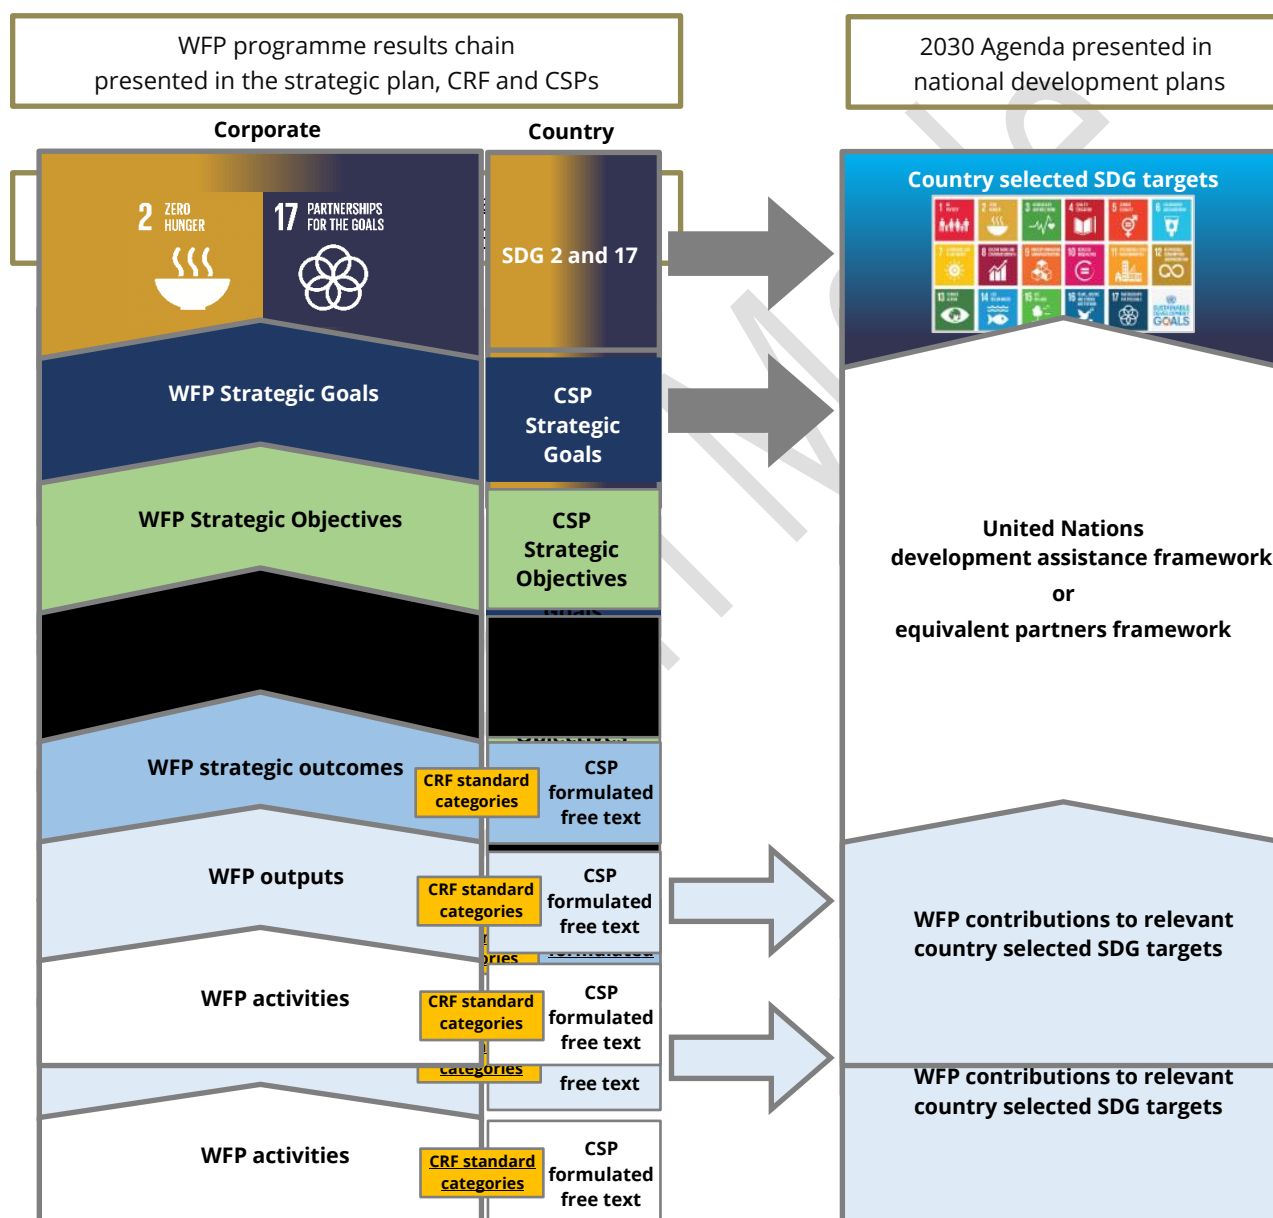 WFP programme results chain
presented in the strategic plan, CRF and CSPs
2030 Agenda presented in
national development plans
Corporate
Country
2 ZERO
HUNGER
17 PARTNERSHIPS
FOR THE GOALS
SDG 2 and 17
Country selected SDG targets
SUSTAINABLE
DEVELOPMENT
GOALS
WFP Strategic Goals
CSP
Strategic
Goals
WFP Strategic Objectives
CSP
Strategic
Objectives
United Nations
development assistance framework
or
equivalent partners framework
WFP strategic outcomes
CRF standard
categories
CSP
formulated
free text
WFP outputs
CRF standard
categories
CSP
formulated
free text
WFP contributions to relevant
country selected SDG targets
WFP activities
CRF standard
categories
CSP
formulated
free text
categories
free text
WFP contributions to relevant
country selected SDG targets
WFP activities
CRF standard
categories
CSP
formulated
free text